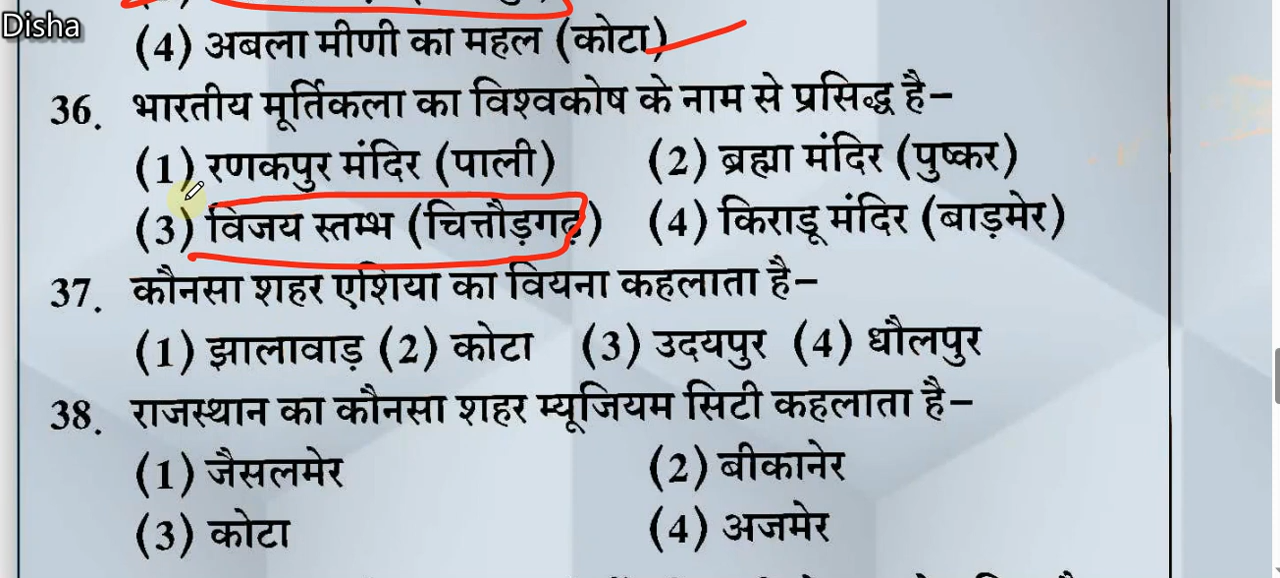 Disha
(4) अबला मीणी का महल (कोटा)
36. भारतीय मूर्तिकला का विश्वकोष के नाम से प्रसिद्ध है–
(1) रणकपुर मंदिर (पाली) (2) ब्रह्मा मंदिर (पुष्कर)
(3) विजय स्तम्भ (चित्तौड़गढ़) (4) किराडू मंदिर (बाड़मेर)
37. कौनसा शहर एशिया का वियना कहलाता है–
(1) झालावाड़ (2) कोटा (3) उदयपुर (4) धौलपुर
38. राजस्थान का कौनसा शहर म्यूजियम सिटी कहलाता है–
(1) जैसलमेर (2) बीकानेर
(3) कोटा (4) अजमेर